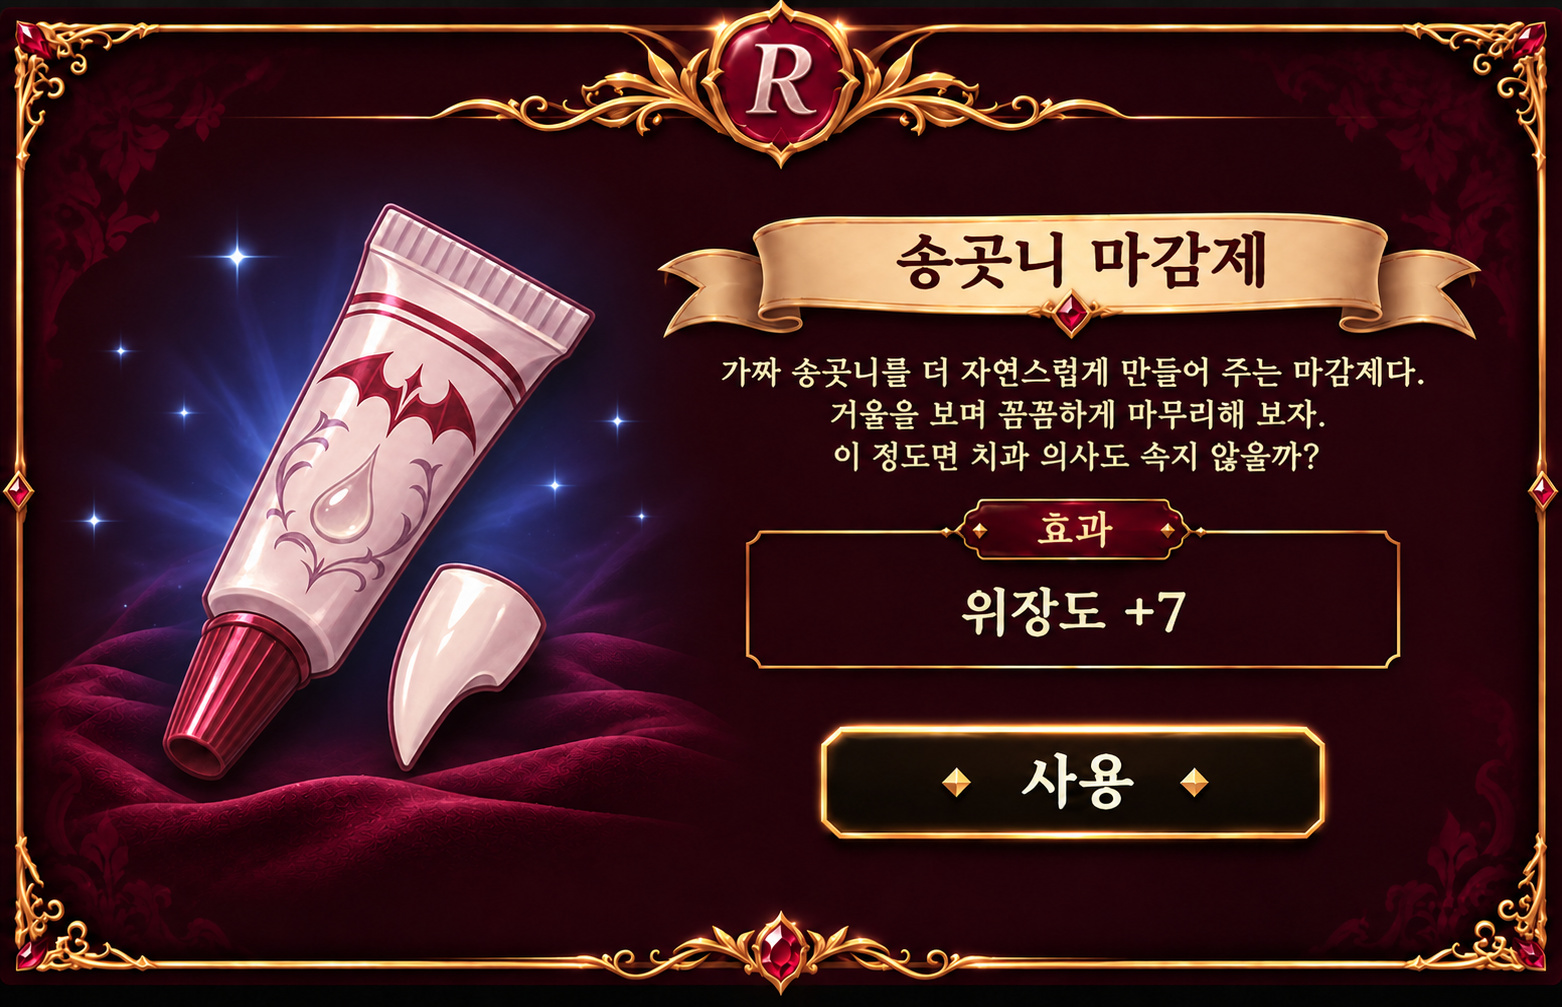 R
송곳니 마감제
가짜 송곳니를 더 자연스럽게 만들어 주는 마감제다.
거울을 보며 꼼꼼하게 마무리해 보자.
이 정도면 치과 의사도 속지 않을까?
효과
위장도 +7
사용